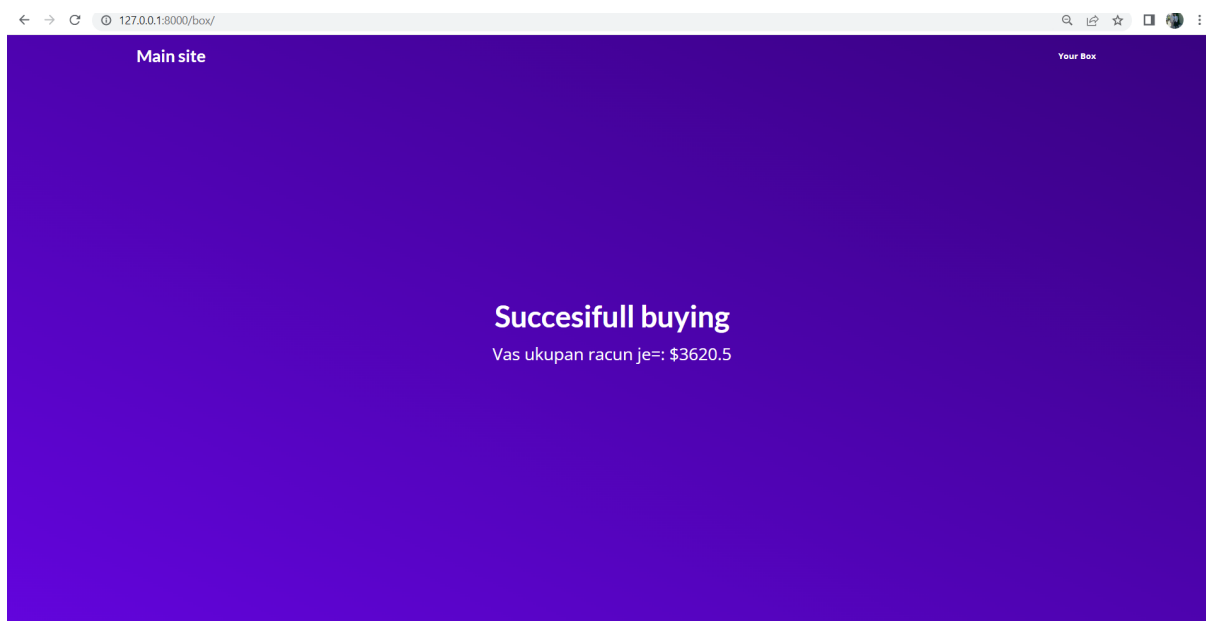 127.0.0.1:8000/box/
Main site
Your Box
Succesifull buying
Vas ukupan racun je=: $3620.5